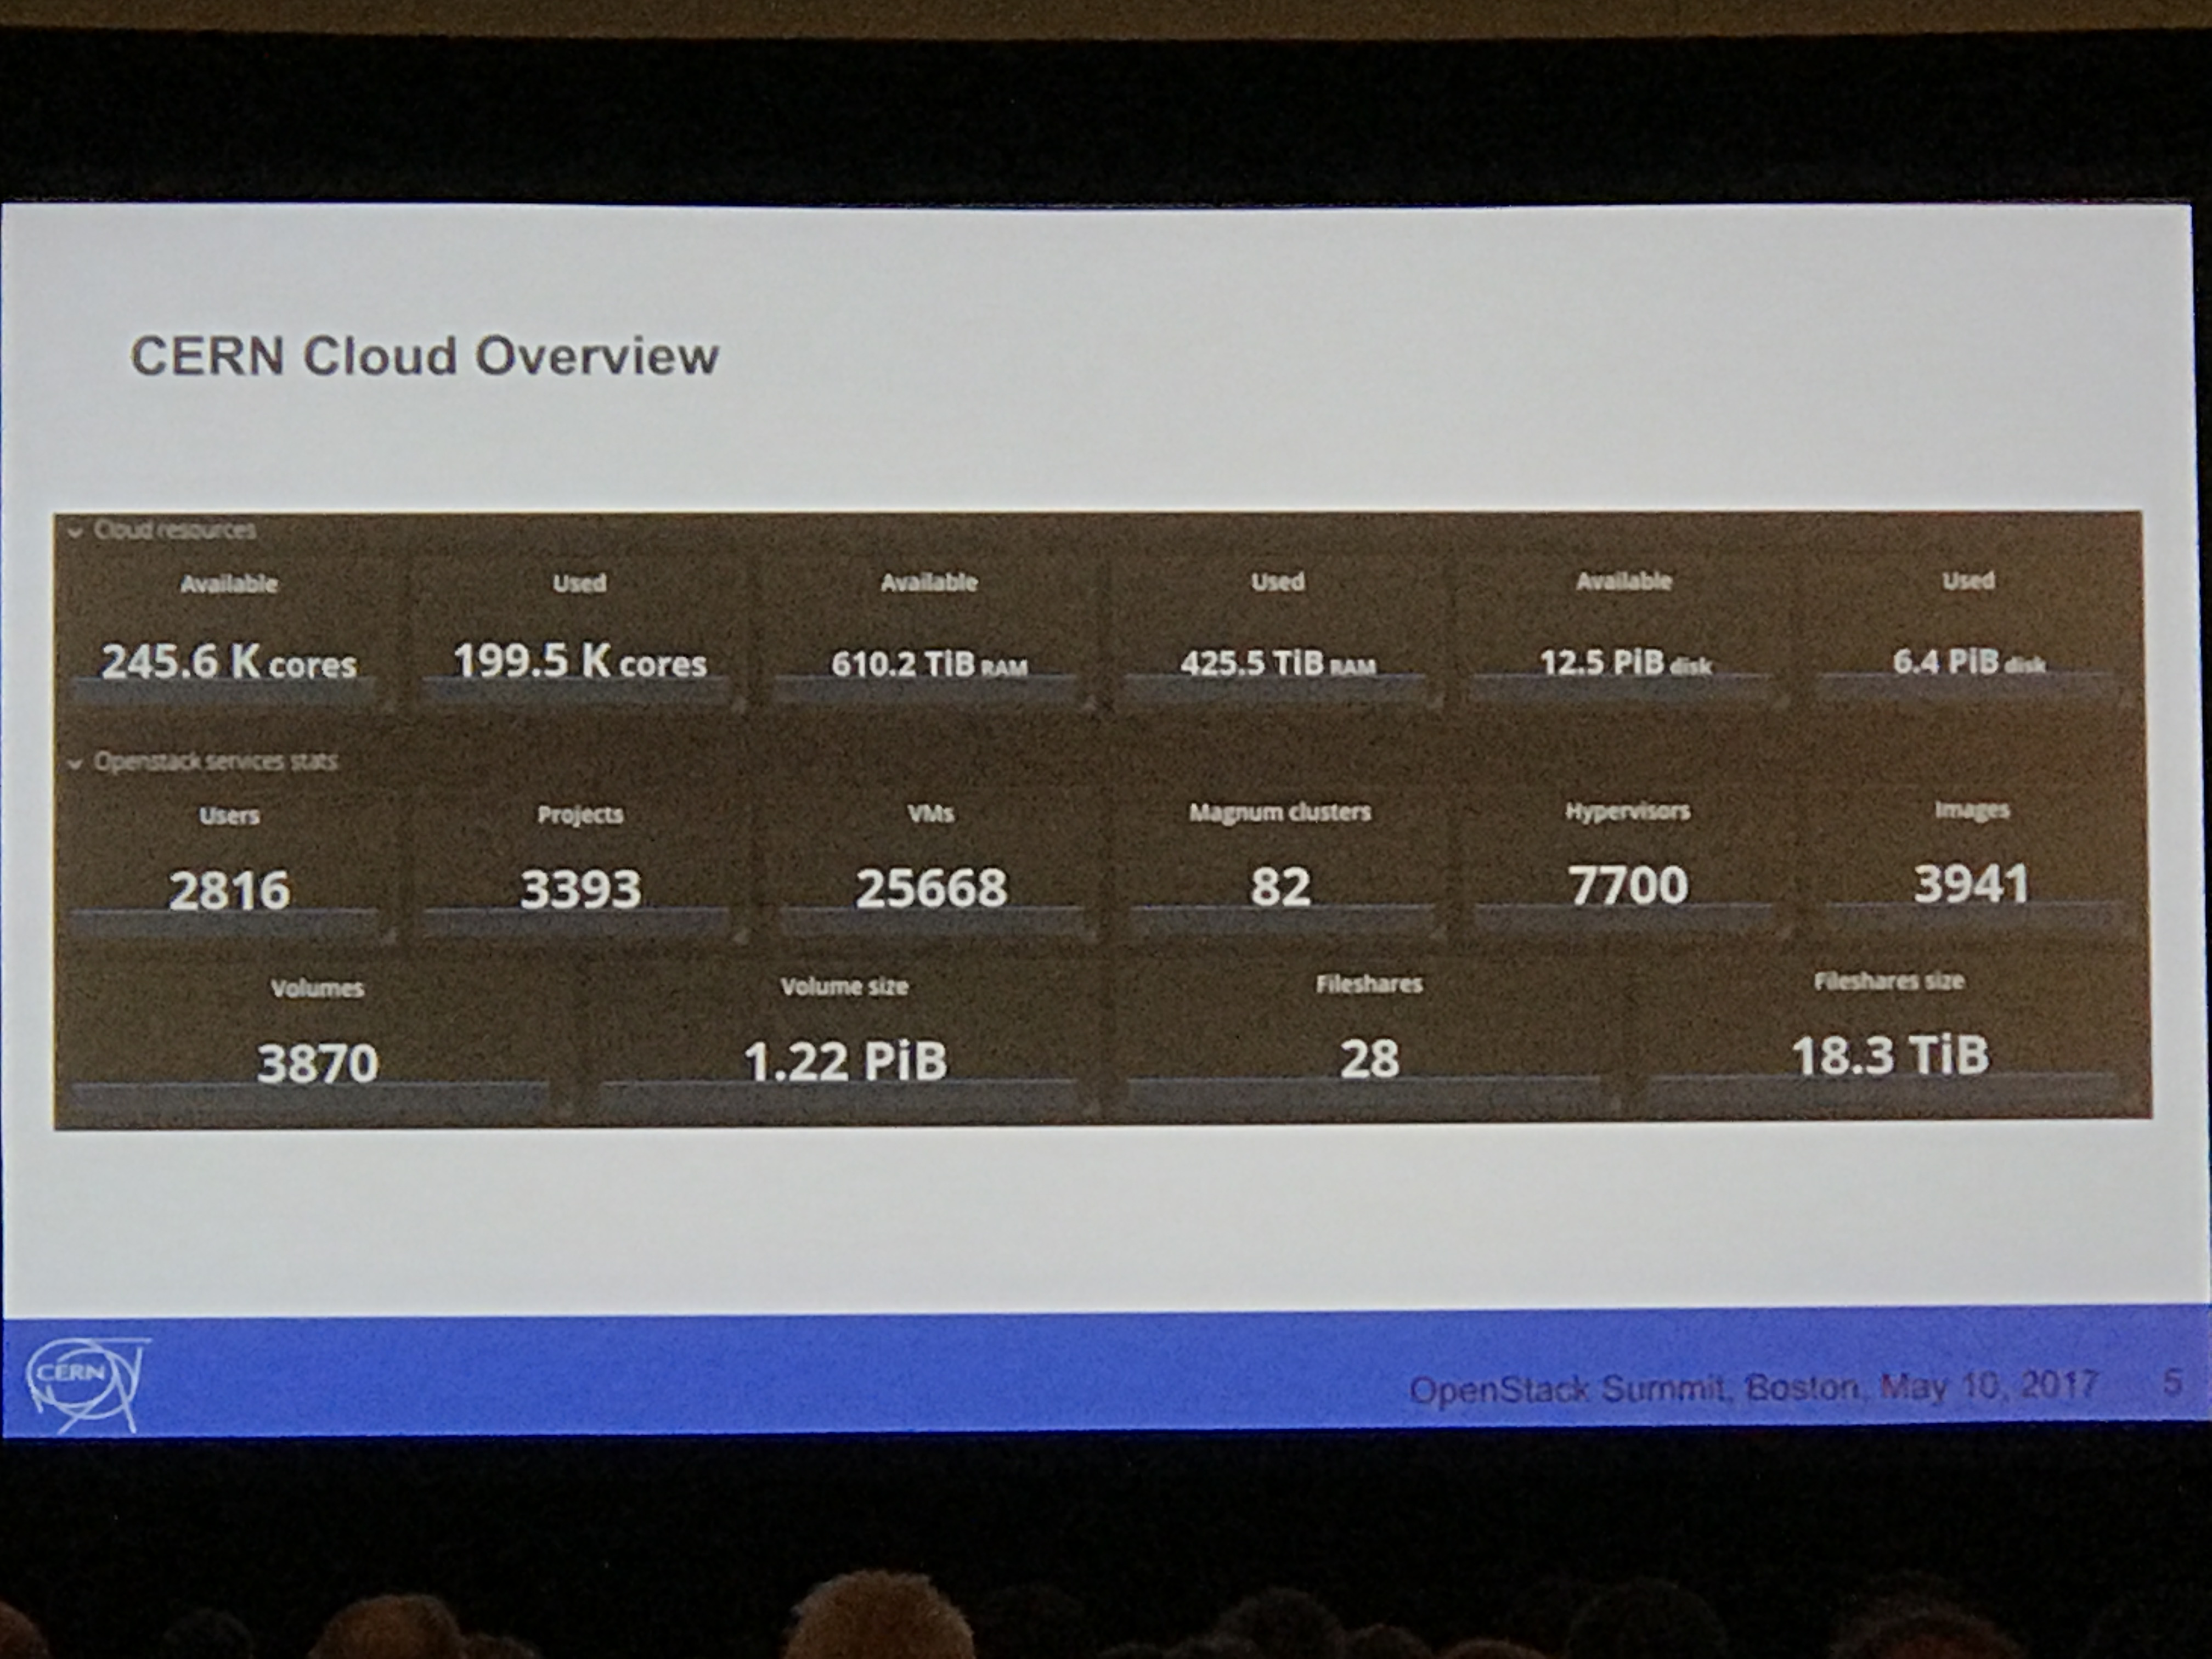 CERN Cloud Overview
Cloud resources
Available Used Available Used Available Used
245.6 K cores 199.5 K cores 610.2 TiB RAM 425.5 TiB RAM 12.5 PiB disk 6.4 PiB disk
Openstack services stats
Users Projects VMs Magnum clusters Hypervisors Images
2816 3393 25668 82 7700 3941
Volumes Volume size Fileshares Fileshares size
3870 1.22 PiB 28 18.3 TiB
CERN
OpenStack Summit, Boston, May 10, 2017 5